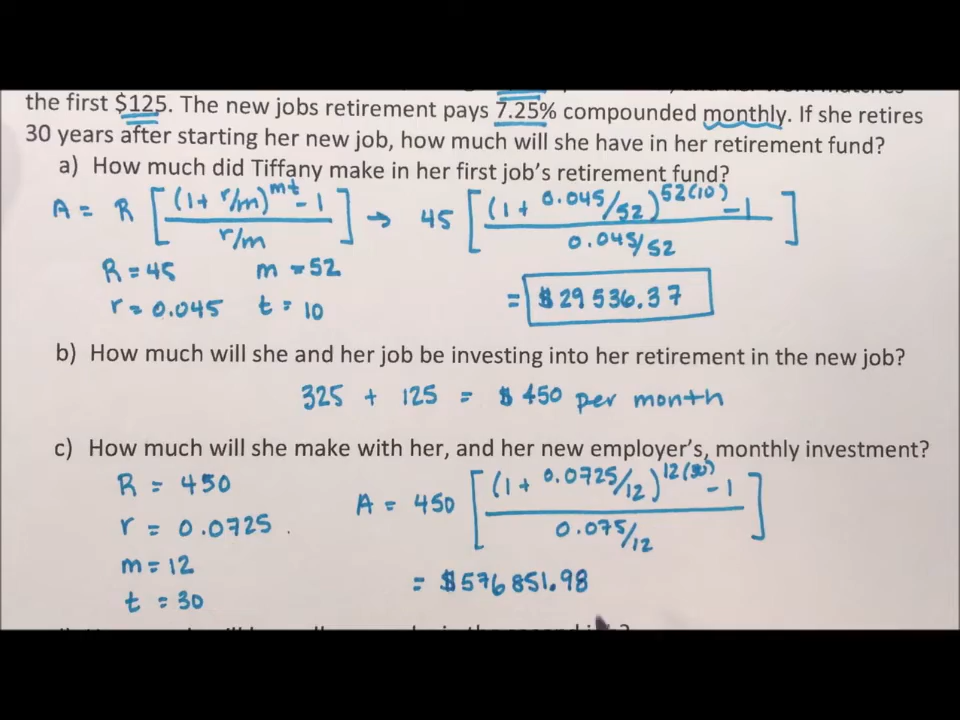 the first $125. The new jobs retirement pays 7.25% compounded monthly. If she retires
30 years after starting her new job, how much will she have in her retirement fund?
a) How much did Tiffany make in her first job's retirement fund?
A = R [ (1 + r/m)^mt - 1 / r/m ] → 45 [ (1 + 0.045/52)^52(10) - 1 / 0.045/52 ]
R = 45 m = 52
r = 0.045 t = 10
= $29 536.37
b) How much will she and her job be investing into her retirement in the new job?
325 + 125 = $450 per month
c) How much will she make with her, and her new employer's, monthly investment?
R = 450
A = 450 [ (1 + 0.0725/12)^12(30) - 1 / 0.075/12 ]
r = 0.0725
m = 12
= $576 851.98
t = 30